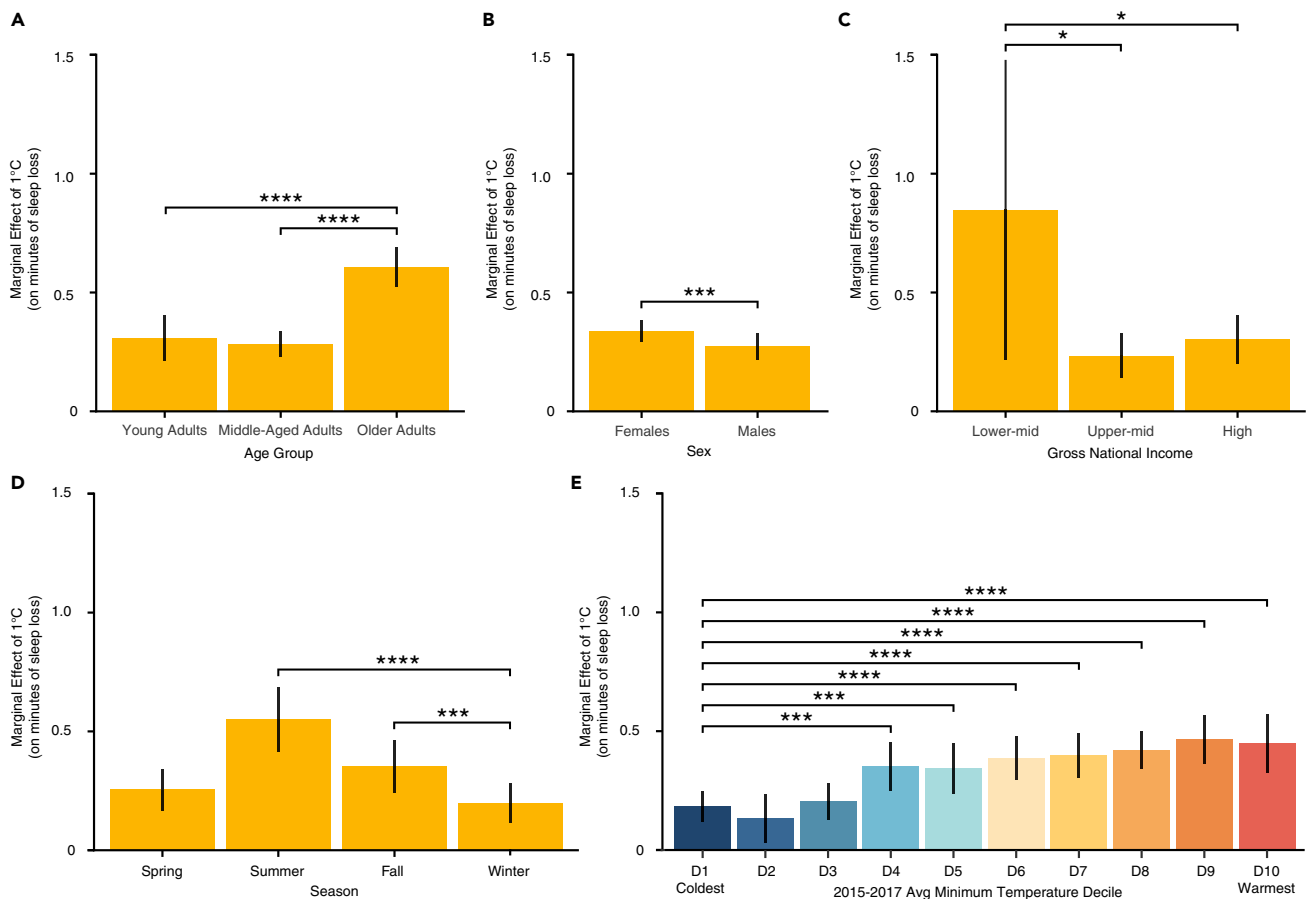 A
Marginal Effect of 1°C
(on minutes of sleep loss)
1.5
1.0
0.5
0
****
****
Young Adults Middle-Aged Adults Older Adults
Age Group
B
Marginal Effect of 1°C
(on minutes of sleep loss)
1.5
1.0
0.5
0
***
Females Males
Sex
C
Marginal Effect of 1°C
(on minutes of sleep loss)
1.5
1.0
0.5
0
*
*
Lower-mid Upper-mid High
Gross National Income
D
Marginal Effect of 1°C
(on minutes of sleep loss)
1.5
1.0
0.5
0
****
***
Spring Summer Fall Winter
Season
E
Marginal Effect of 1°C
(on minutes of sleep loss)
1.5
1.0
0.5
0
****
****
****
****
****
***
***
D1 D2 D3 D4 D5 D6 D7 D8 D9 D10
Coldest Warmest
2015-2017 Avg Minimum Temperature Decile